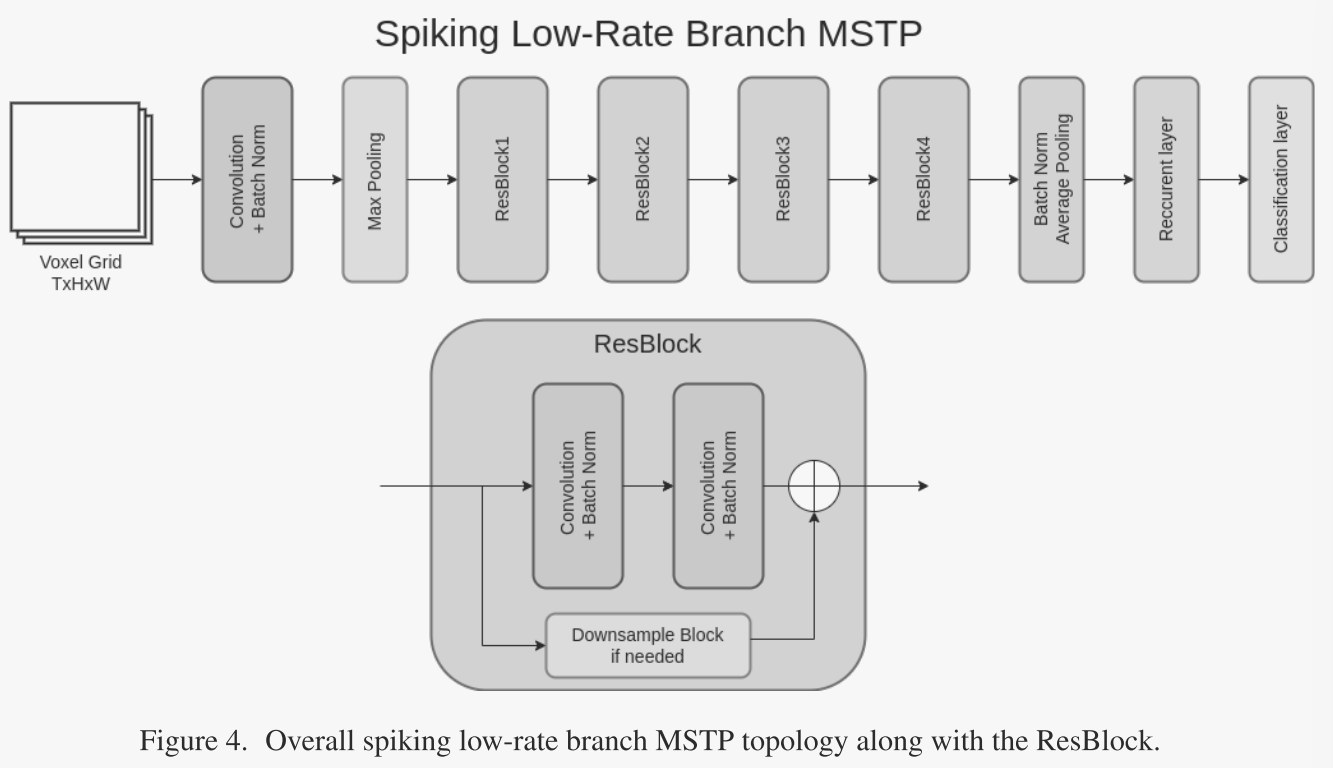 Spiking Low-Rate Branch MSTP
Voxel Grid
TxHxW
Convolution
+ Batch Norm
Max Pooling
ResBlock1
ResBlock2
ResBlock3
ResBlock4
Batch Norm
Average Pooling
Reccurent layer
Classification layer
ResBlock
Convolution
+ Batch Norm
Convolution
+ Batch Norm
Downsample Block
if needed
Figure 4. Overall spiking low-rate branch MSTP topology along with the ResBlock.